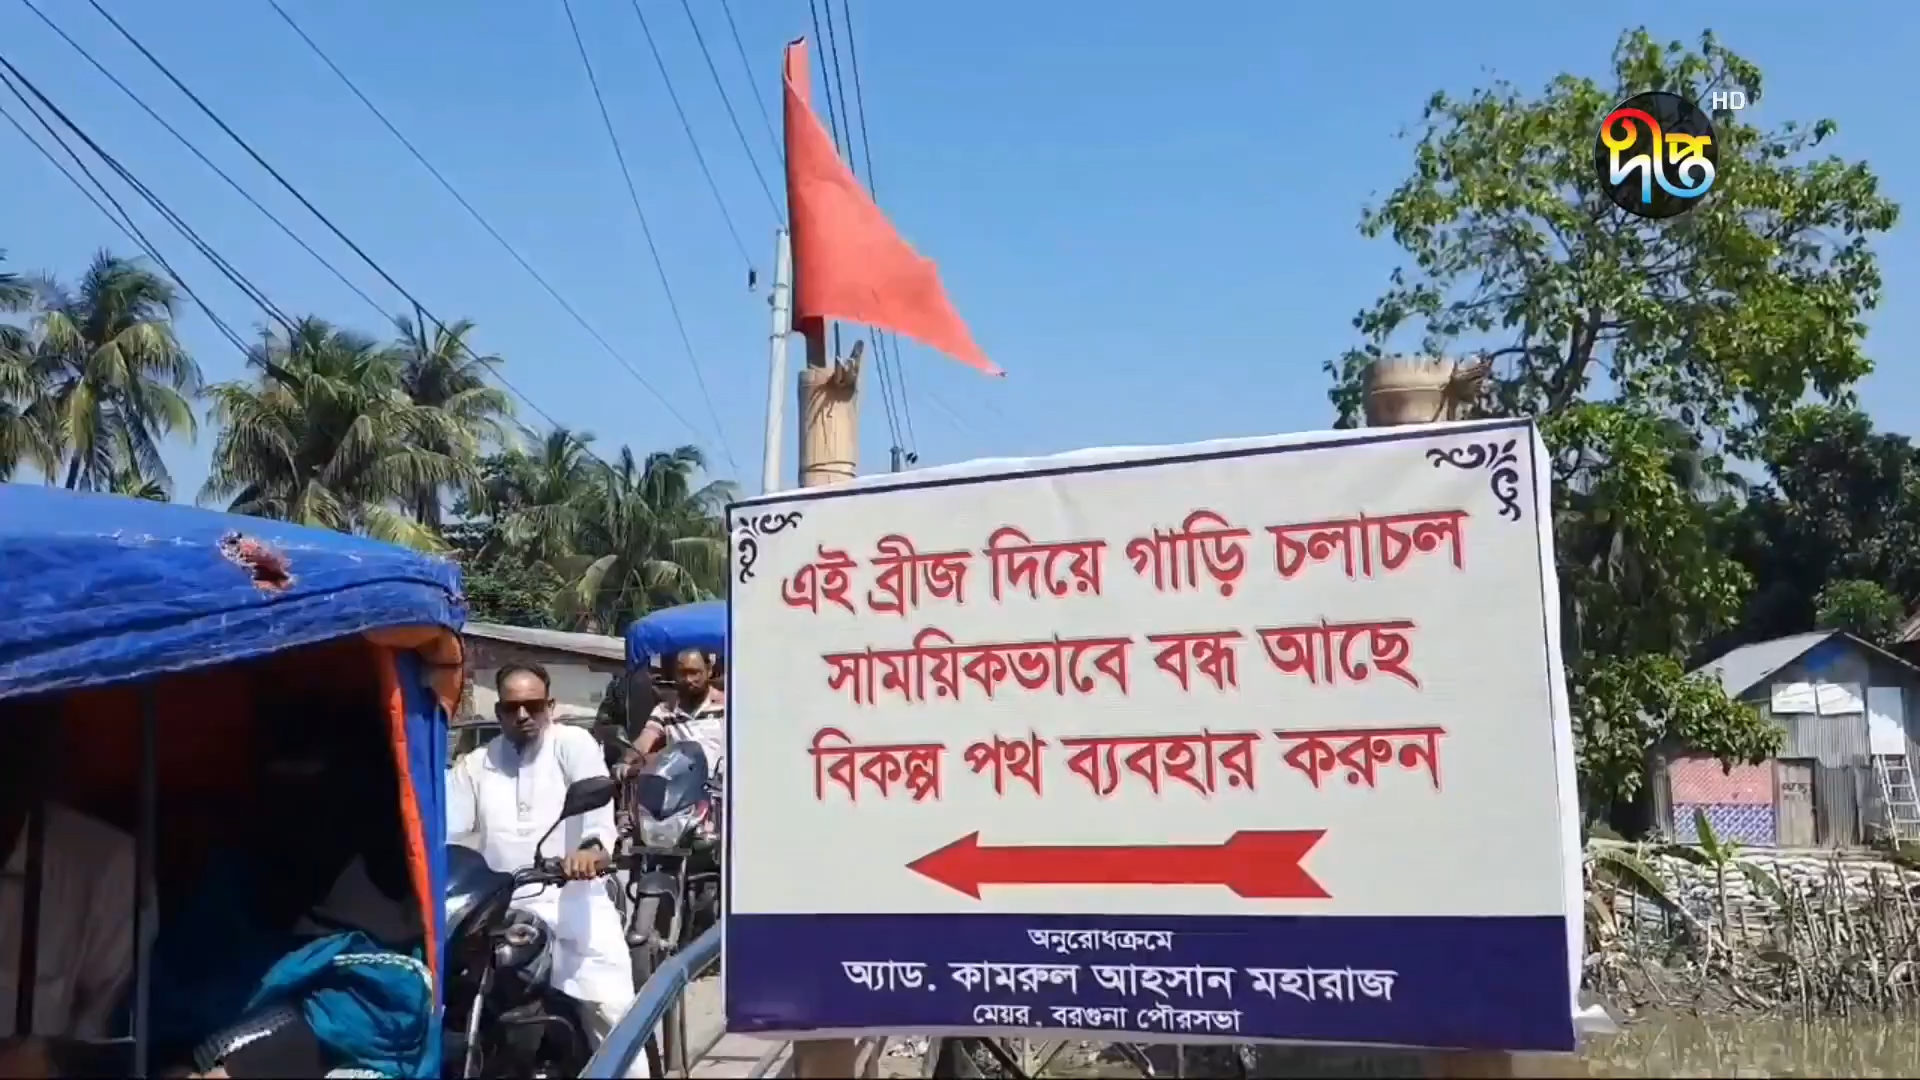 দীপ্ত HD
এই ব্রীজ দিয়ে গাড়ি চলাচল
সাময়িকভাবে বন্ধ আছে
বিকল্প পথ ব্যবহার করুন
অনুরোধক্রমে
অ্যাড. কামরুল আহসান মহারাজ
মেয়র, বরগুনা পৌরসভা